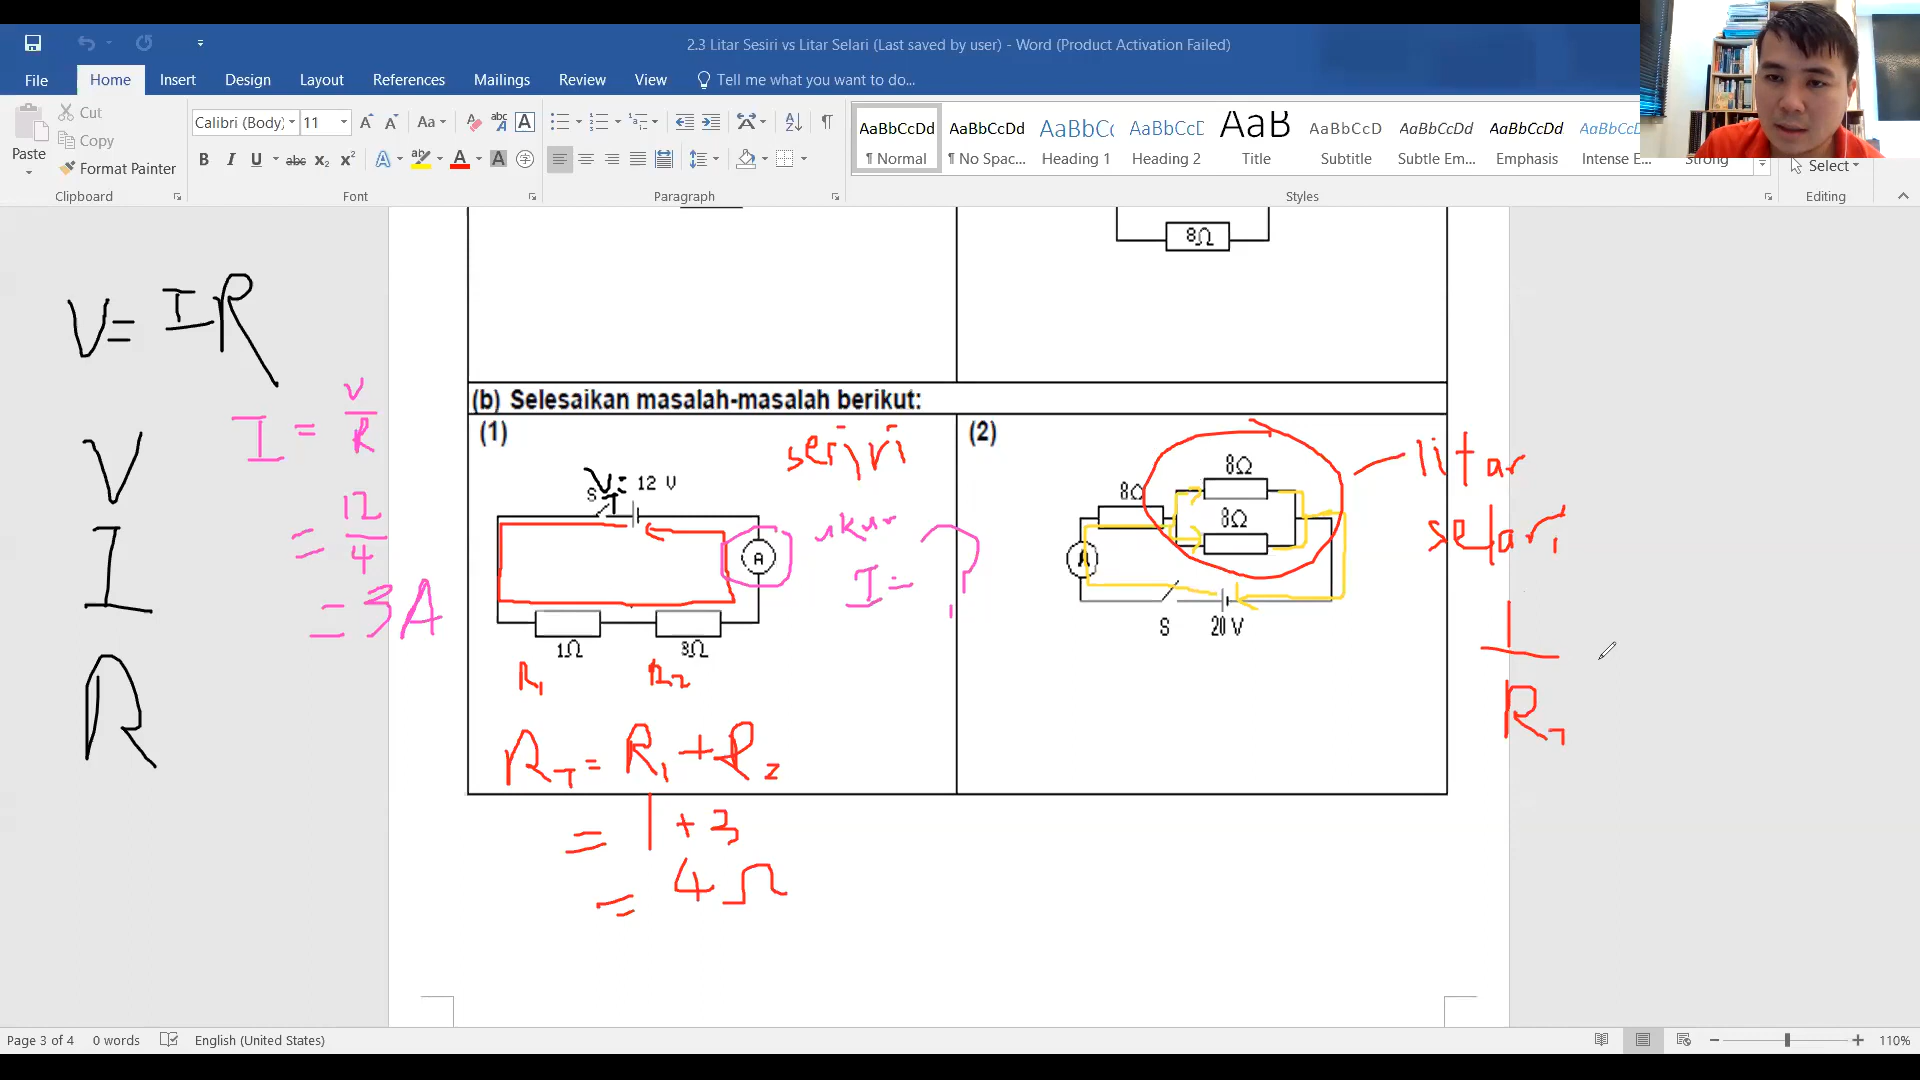 2.3 Litar Sesiri vs Litar Selari (Last saved by user) - Word (Product Activation Failed)
File Home Insert Design Layout References Mailings Review View Tell me what you want to do...
Paste
Cut
Copy
Format Painter
Clipboard
Calibri (Body) 11
Font
Paragraph
AaBbCcDd AaBbCcDd AaBbCc AaBbCcD AaB AaBbCcD AaBbCcDd AaBbCcDd AaBbCcDd
¶ Normal ¶ No Spac... Heading 1 Heading 2 Title Subtitle Subtle Em... Emphasis Intense E... Strong
Styles
Select
Editing
8Ω
V = IR
I = V/R
= 12/4
= 3 A
V
I
R
(b) Selesaikan masalah-masalah berikut:
(1)
seriri
V= 12 V
S
A
ukur
I = ?
1Ω 3Ω
R1 R2
RT = R1 + R2
= 1 + 3
= 4 Ω
(2)
8Ω
8Ω
8Ω
A
S 20 V
litar
selari
1
RT
Page 3 of 4 0 words English (United States) 110%